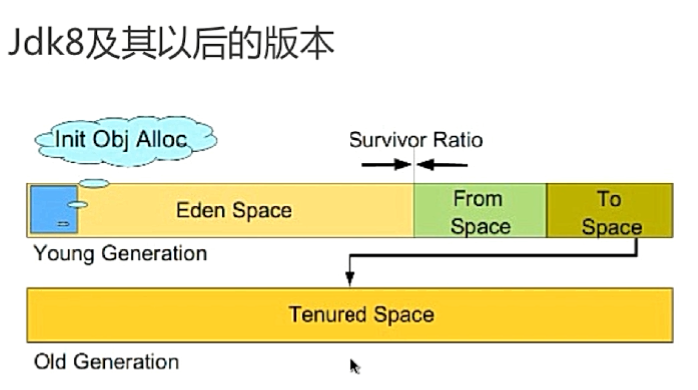 Jdk8及其以后的版本
Init Obj Alloc
Survivor Ratio
Eden Space
From
Space
To
Space
Young Generation
Tenured Space
Old Generation